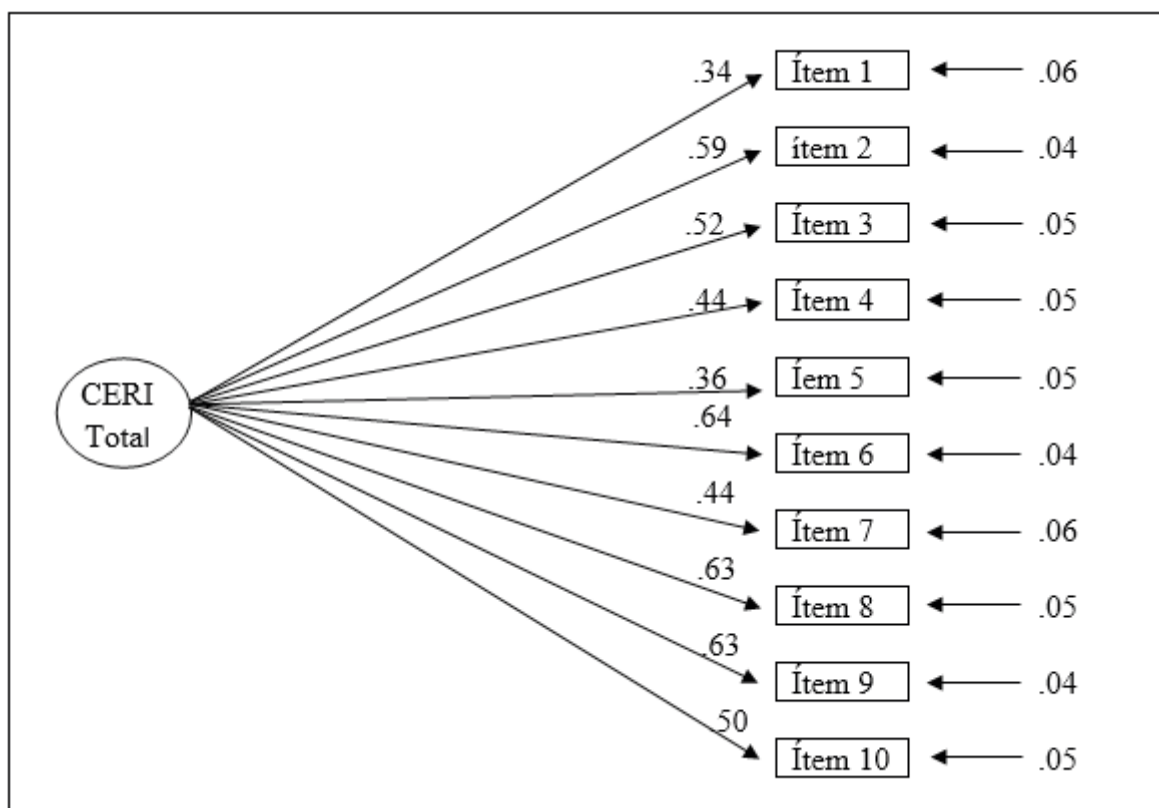 .34 Ítem 1 .06
.59 ítem 2 .04
.52 Ítem 3 .05
.44 Ítem 4 .05
CERI
Total
.36 Íem 5 .05
.64 Ítem 6 .04
.44 Ítem 7 .06
.63 Ítem 8 .05
.63 Ítem 9 .04
.50 Ítem 10 .05